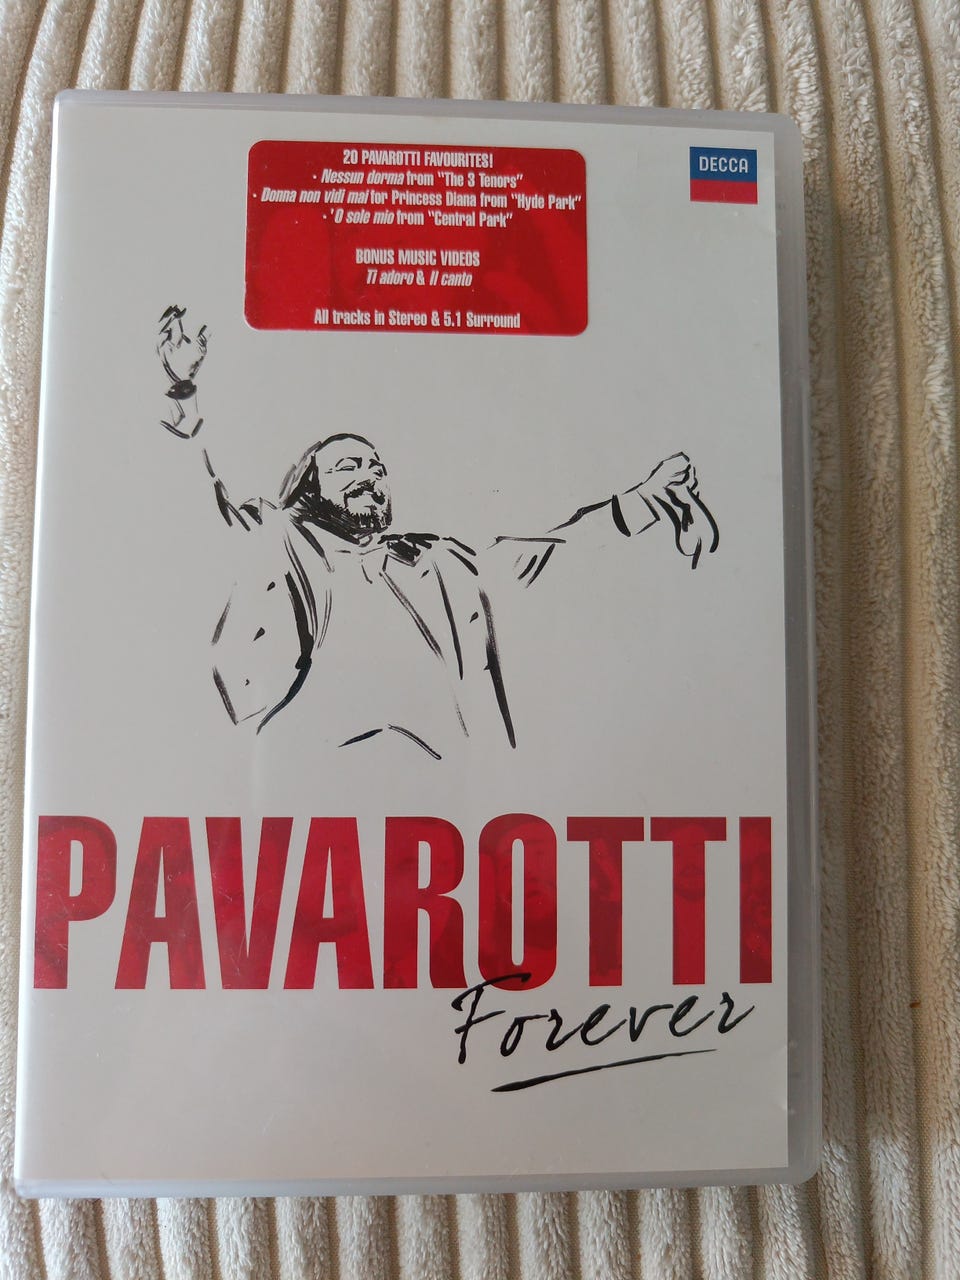 20 PAVAROTTI FAVOURITES!
· Nessun dorma from "The 3 Tenors"
· Donna non vidi mai for Princess Diana from "Hyde Park"
· 'O sole mio from "Central Park"
BONUS MUSIC VIDEOS
Ti adoro & Il canto
All tracks in Stereo & 5.1 Surround
DECCA
PAVAROTTI
Forever